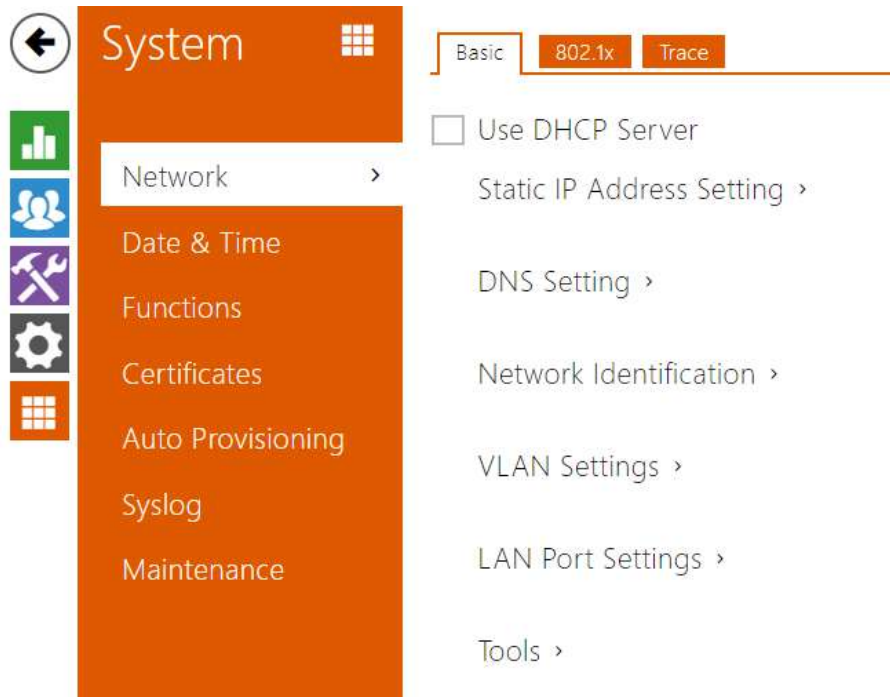 System
Network
Date & Time
Functions
Certificates
Auto Provisioning
Syslog
Maintenance
Basic
802.1x
Trace
Use DHCP Server
Static IP Address Setting
DNS Setting
Network Identification
VLAN Settings
LAN Port Settings
Tools